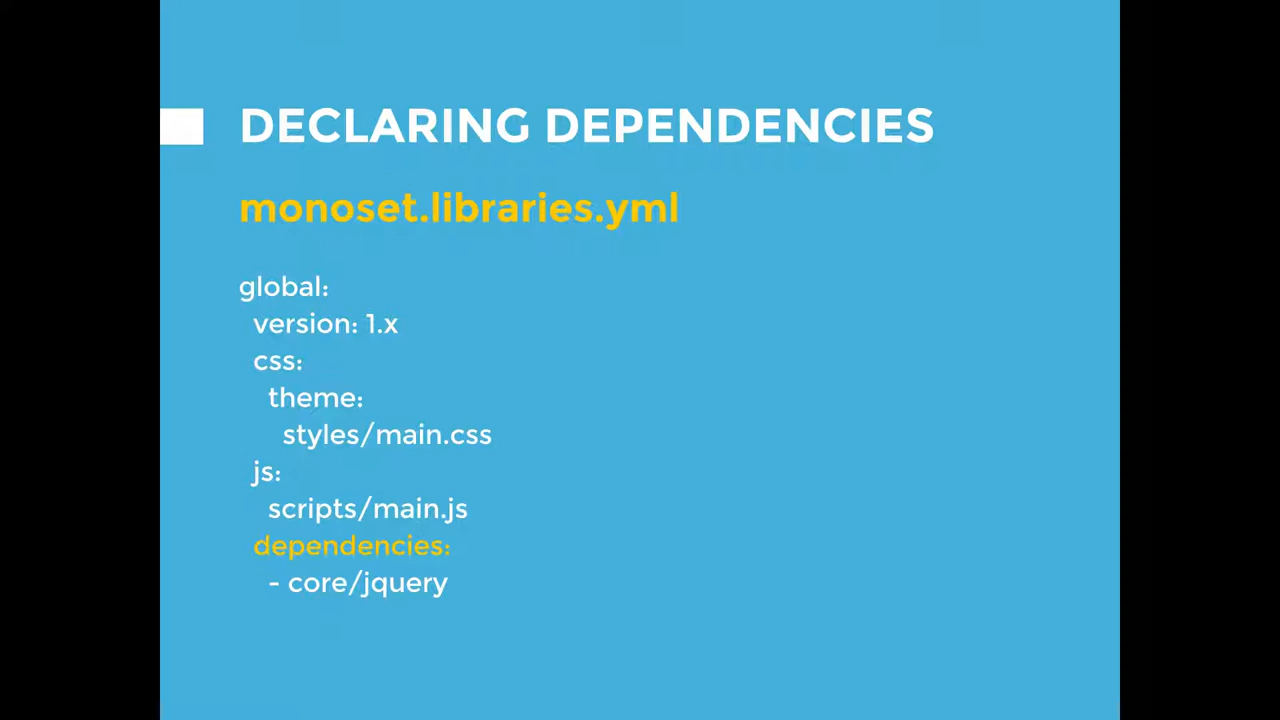 DECLARING DEPENDENCIES
monoset.libraries.yml
global:
version: 1.x
css:
theme:
styles/main.css
js:
scripts/main.js
dependencies:
- core/jquery